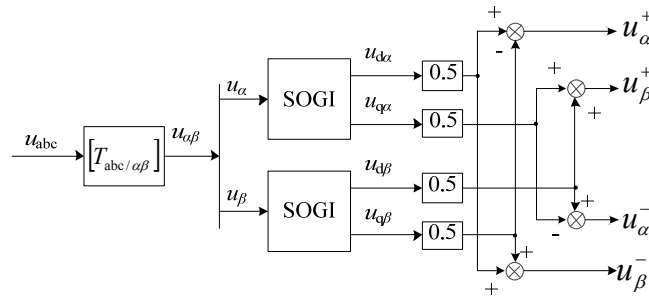 u_abc
[T_abc/αβ]
u_αβ
u_α
u_β
SOGI
SOGI
u_dα
u_qα
u_dβ
u_qβ
0.5
0.5
0.5
0.5
+
-
+
+
-
+
+
+
u_α^+
u_β^+
u_α^-
u_β^-